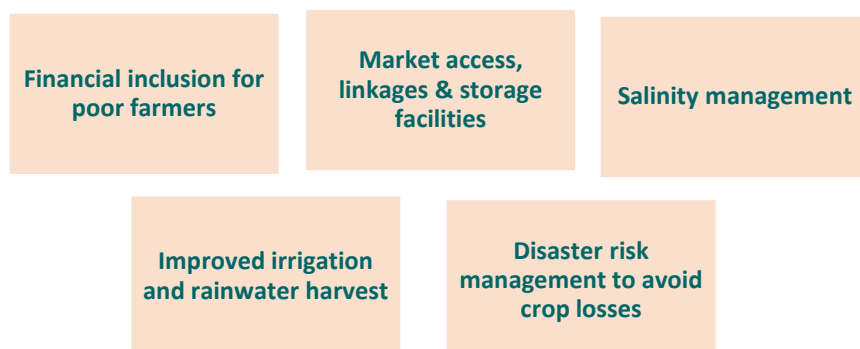 Financial inclusion for
poor farmers
Market access,
linkages & storage
facilities
Salinity management
Improved irrigation
and rainwater harvest
Disaster risk
management to avoid
crop losses